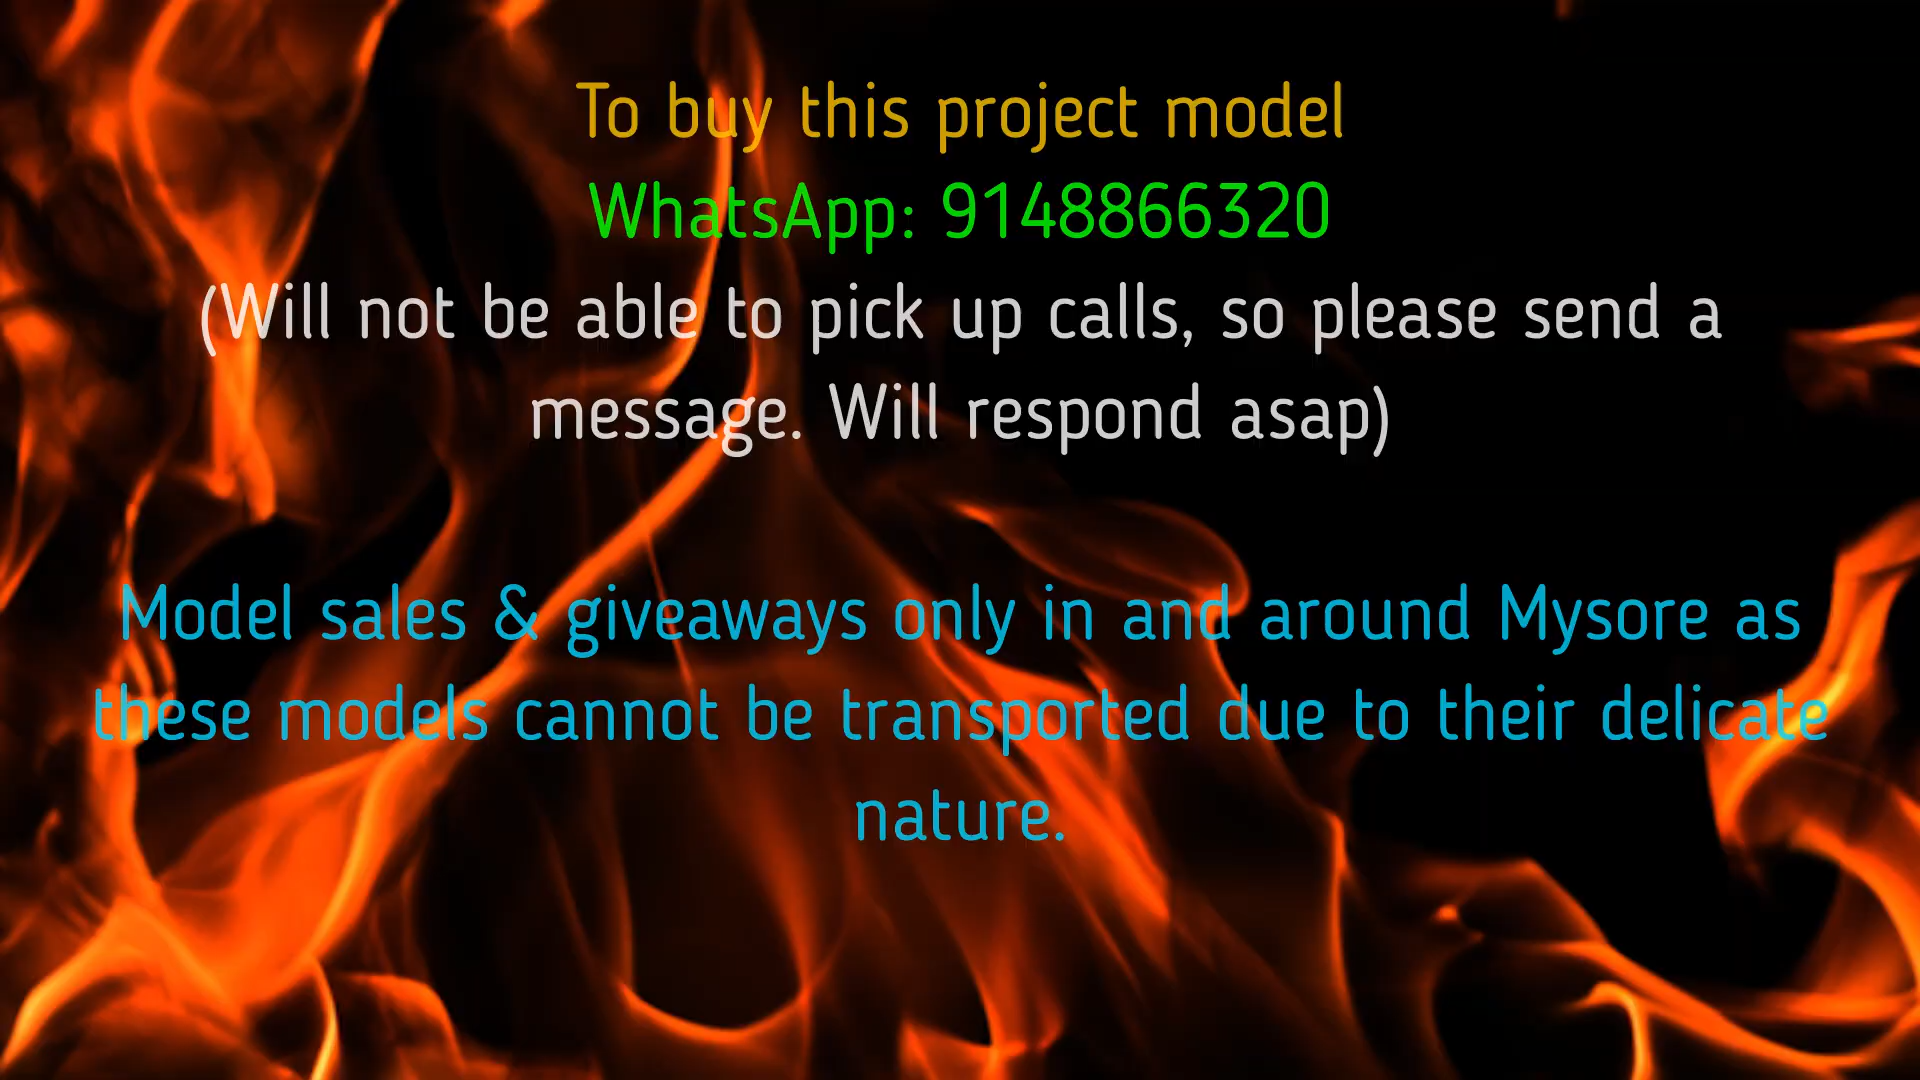 To buy this project model
WhatsApp: 9148866320
(Will not be able to pick up calls, so please send a
message. Will respond asap)
Model sales & giveaways only in and around Mysore as
these models cannot be transported due to their delicate
nature.